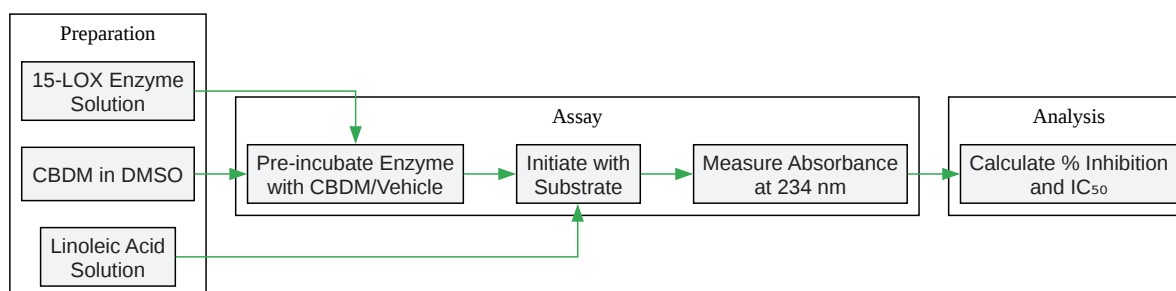 Preparation
15-LOX Enzyme
Solution
CBDM in DMSO
Linoleic Acid
Solution
Assay
Pre-incubate Enzyme
with CBDM/Vehicle
Initiate with
Substrate
Measure Absorbance
at 234 nm
Analysis
Calculate % Inhibition
and IC₅₀